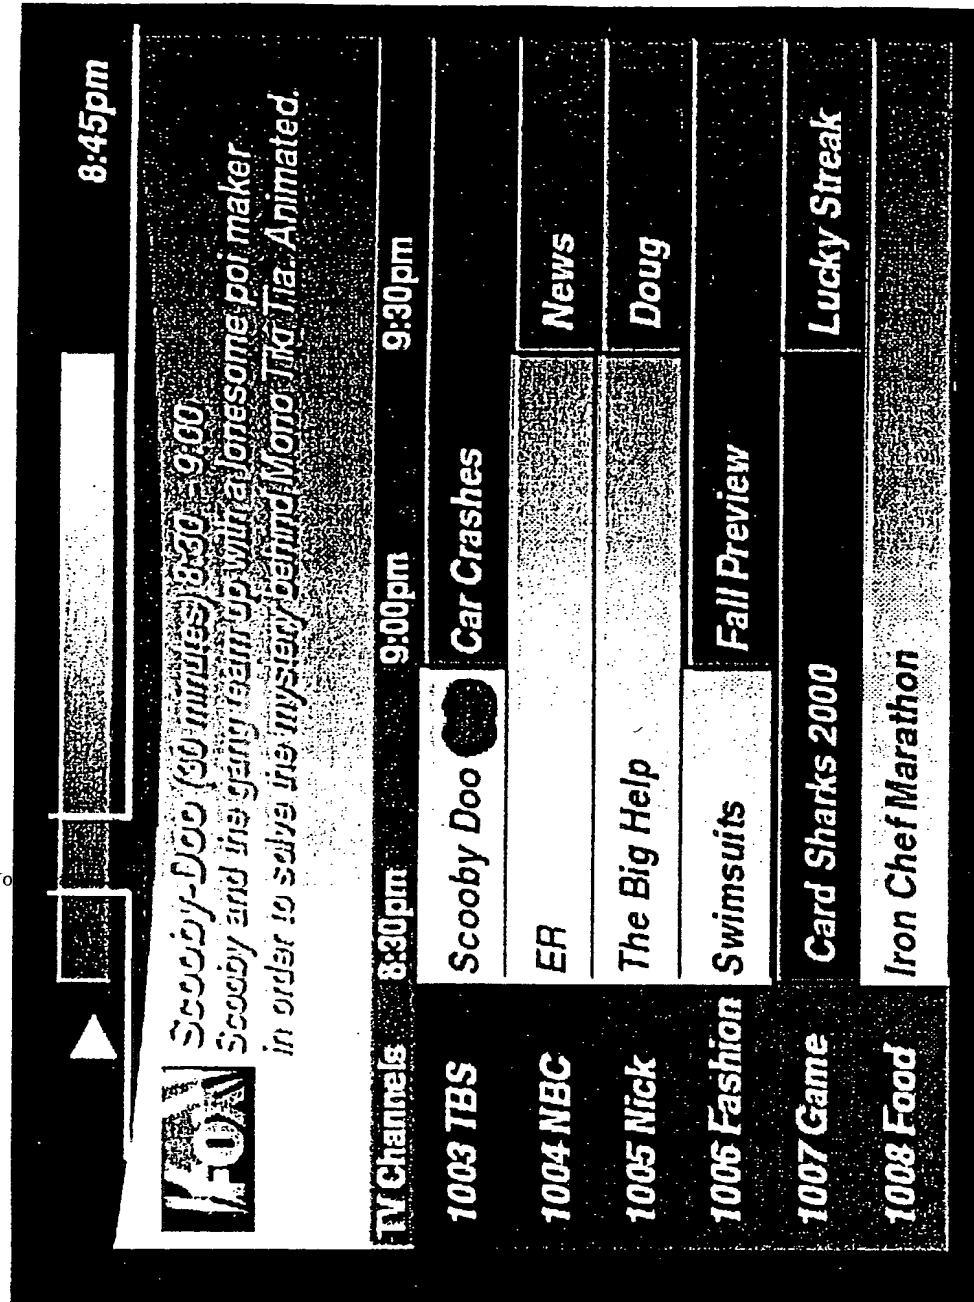 8:45pm
FOX
Scooby-Doo (30 minutes) 8:30 - 9:00
Scooby and the gang team up with a lonesome poi maker
in order to solve the mystery behind Mono Tiki Tia. Animated.
TV Channels 8:30pm 9:00pm 9:30pm
1003 TBS Scooby Doo Car Crashes
1004 NBC ER News
1005 Nick The Big Help Doug
1006 Fashion Swimsuits Fall Preview
1007 Game Card Sharks 2000 Lucky Streak
1008 Food Iron Chef Marathon